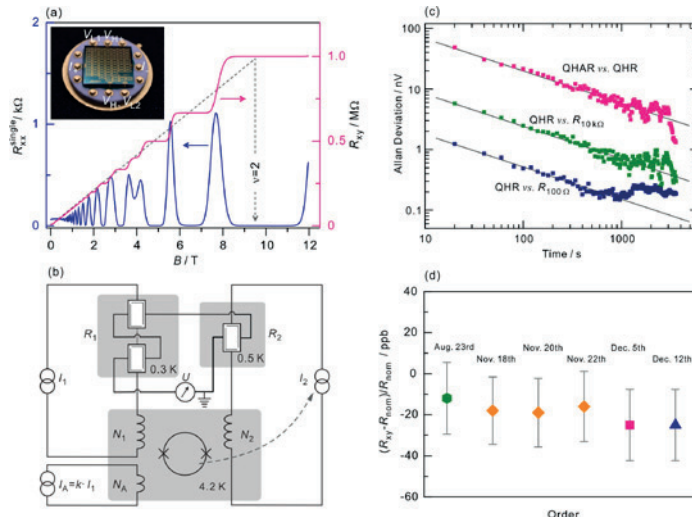 (a)
V_L1 V_H+
I
V_H- V_L2
2
1
0
R_xx^single / kΩ
1.0
0.5
0
R_xy / MΩ
ν=2
0 2 4 6 8 10 12
B / T
(b)
R_1
R_2
0.3 K
0.5 K
U
I_1
I_2
N_1
N_2
I_A=k· I_1
N_A
4.2 K
(c)
Allan Deviation / nV
100
10
1
0.1
QHAR vs. QHR
QHR vs. R_10kΩ
QHR vs. R_100Ω
10 100 1000
Time / s
(d)
(R_xy-R_nom)/R_nom / ppb
40
20
0
-20
-40
-60
Aug. 23rd
Nov. 18th
Nov. 20th
Nov. 22th
Dec. 5th
Dec. 12th
Order